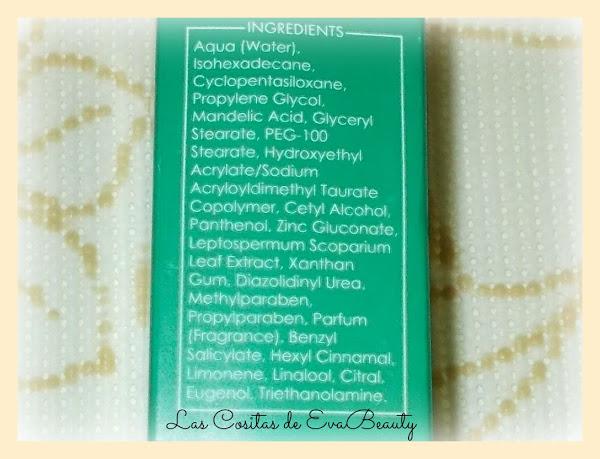 INGREDIENTS
Aqua (Water),
Isohexadecane,
Cyclopentasiloxane,
Propylene Glycol,
Mandelic Acid, Glyceryl
Stearate, PEG-100
Stearate, Hydroxyethyl
Acrylate/Sodium
Acryloyldimethyl Taurate
Copolymer, Cetyl Alcohol,
Panthenol, Zinc Gluconate,
Leptospermum Scoparium
Leaf Extract, Xanthan
Gum, Diazolidinyl Urea,
Methylparaben,
Propylparaben, Parfum
(Fragrance), Benzyl
Salicylate, Hexyl Cinnamal,
Limonene, Linalool, Citral,
Eugenol, Triethanolamine.
Las Cositas de EvaBeauty